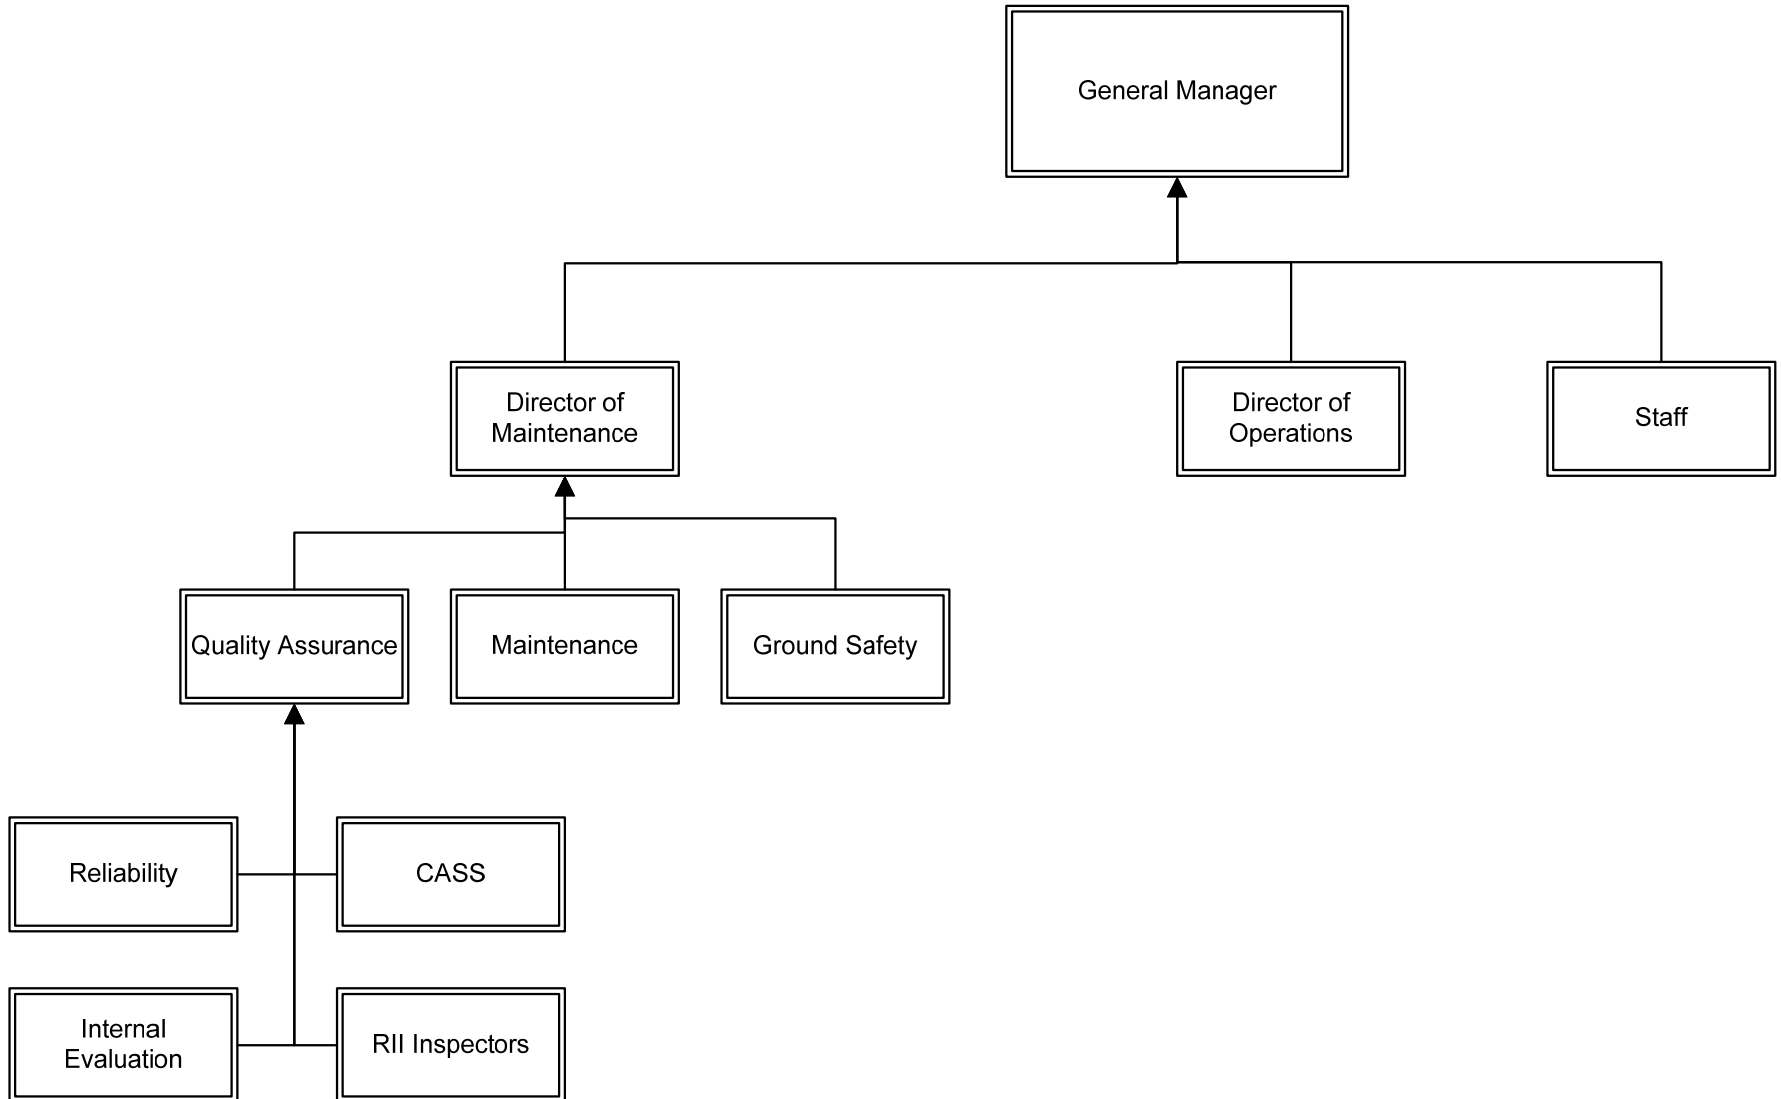 General Manager
Director of
Maintenance
Director of
Operations
Staff
Quality Assurance
Maintenance
Ground Safety
Reliability
CASS
Internal
Evaluation
RII Inspectors